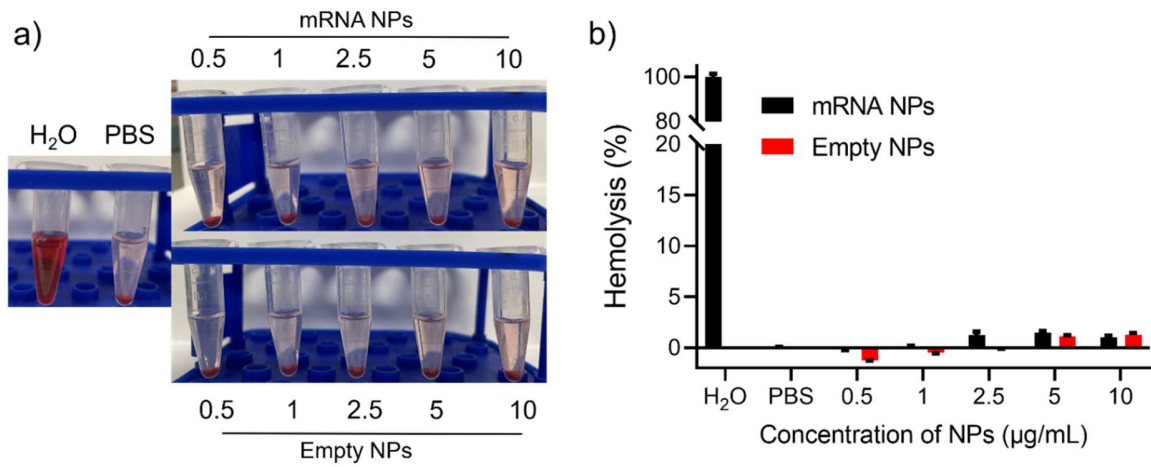 a)
mRNA NPs
0.5 1 2.5 5 10
H₂O PBS
0.5 1 2.5 5 10
Empty NPs
b)
Hemolysis (%)
100
80
20
15
10
5
0
mRNA NPs
Empty NPs
H₂O PBS 0.5 1 2.5 5 10
Concentration of NPs (µg/mL)